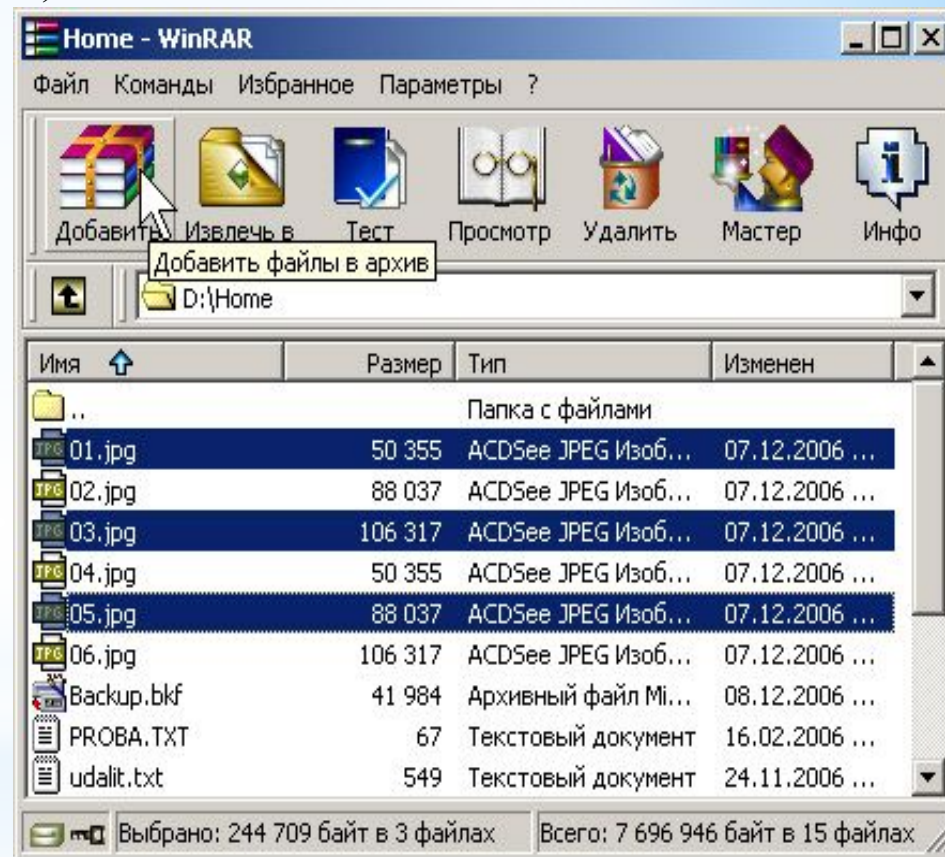 Home - WinRAR
Файл Команды Избранное Параметры ?
Добавить Извлечь в Тест Просмотр Удалить Мастер Инфо
Добавить файлы в архив
D:\Home
Имя Размер Тип Изменен
.. Папка с файлами
01.jpg 50 355 ACDSee JPEG Изоб... 07.12.2006 ...
02.jpg 88 037 ACDSee JPEG Изоб... 07.12.2006 ...
03.jpg 106 317 ACDSee JPEG Изоб... 07.12.2006 ...
04.jpg 50 355 ACDSee JPEG Изоб... 07.12.2006 ...
05.jpg 88 037 ACDSee JPEG Изоб... 07.12.2006 ...
06.jpg 106 317 ACDSee JPEG Изоб... 07.12.2006 ...
Backup.bkf 41 984 Архивный файл Mi... 08.12.2006 ...
PROBA.TXT 67 Текстовый документ 16.02.2006 ...
udalit.txt 549 Текстовый документ 24.11.2006 ...
Выбрано: 244 709 байт в 3 файлах Всего: 7 696 946 байт в 15 файлах